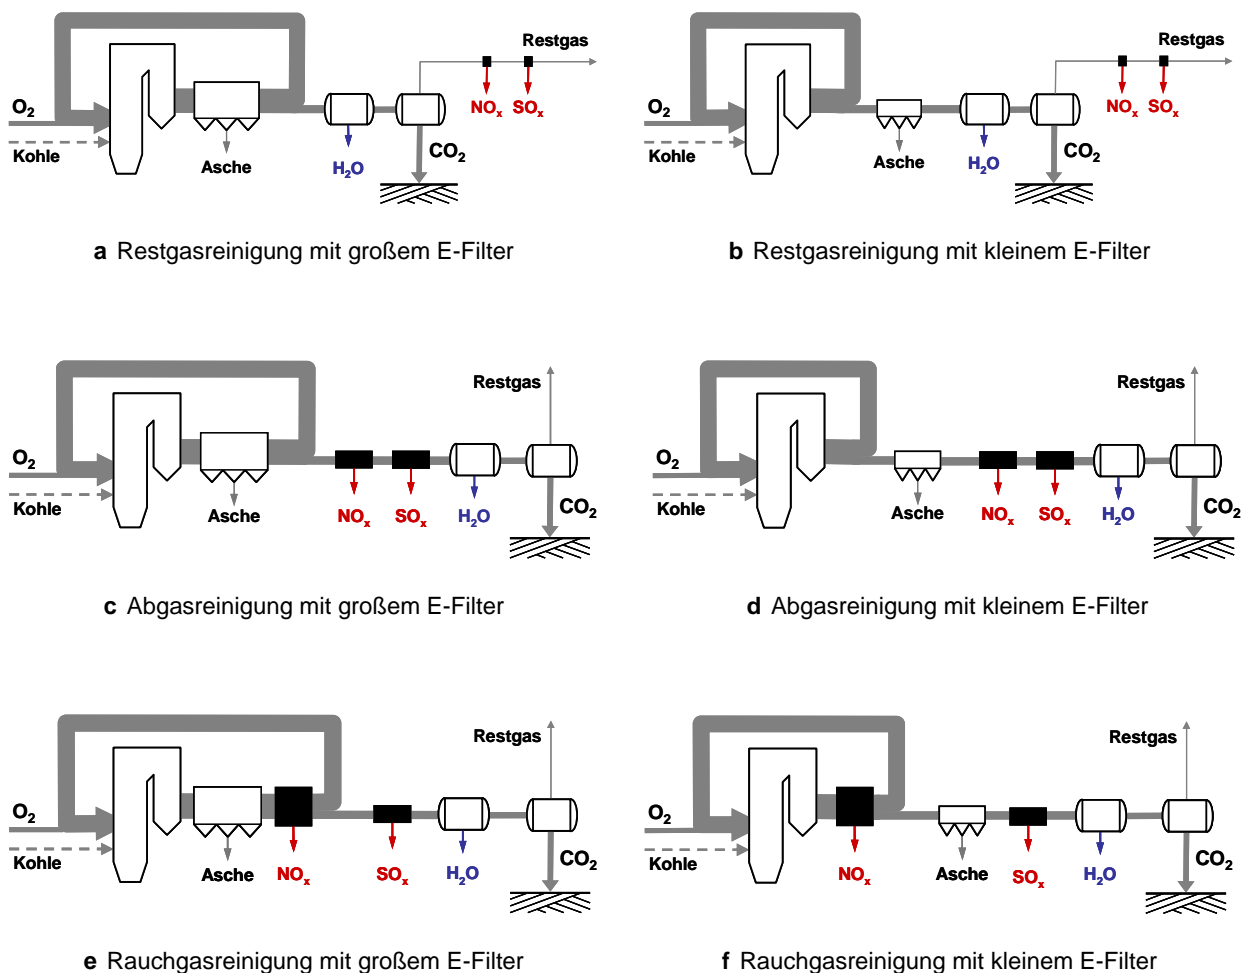 Restgas
O₂
NOₓ SOₓ
Kohle
Asche
H₂O
CO₂
a Restgasreinigung mit großem E-Filter
Restgas
O₂
NOₓ SOₓ
Kohle
Asche
H₂O
CO₂
b Restgasreinigung mit kleinem E-Filter
Restgas
O₂
Kohle
Asche
NOₓ
SOₓ
H₂O
CO₂
c Abgasreinigung mit großem E-Filter
Restgas
O₂
Kohle
Asche
NOₓ
SOₓ
H₂O
CO₂
d Abgasreinigung mit kleinem E-Filter
Restgas
O₂
Kohle
Asche
NOₓ
SOₓ
H₂O
CO₂
e Rauchgasreinigung mit großem E-Filter
Restgas
O₂
Kohle
NOₓ
Asche
SOₓ
H₂O
CO₂
f Rauchgasreinigung mit kleinem E-Filter